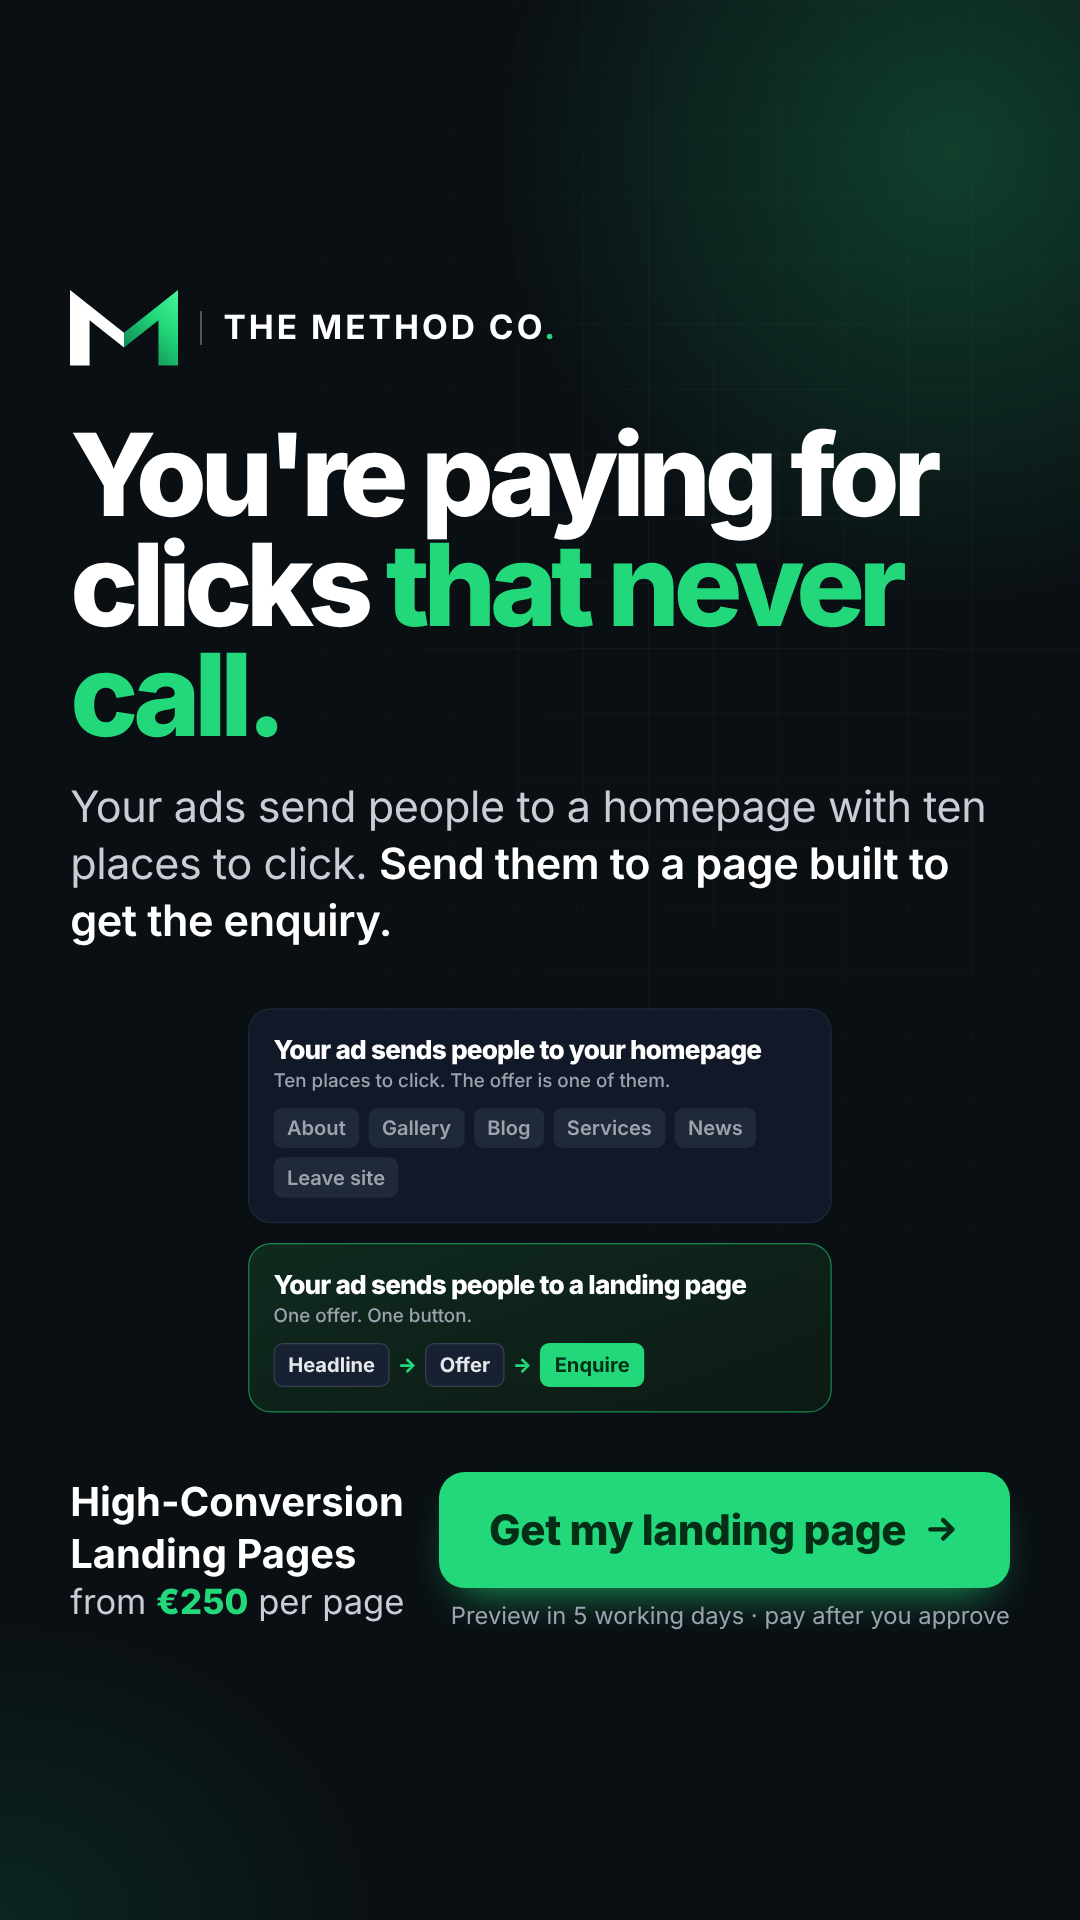 THE METHOD CO.
You're paying for
clicks that never
call.
Your ads send people to a homepage with ten
places to click. Send them to a page built to
get the enquiry.
Your ad sends people to your homepage
Ten places to click. The offer is one of them.
About Gallery Blog Services News
Leave site
Your ad sends people to a landing page
One offer. One button.
Headline → Offer → Enquire
High-Conversion
Landing Pages
from €250 per page
Get my landing page →
Preview in 5 working days · pay after you approve